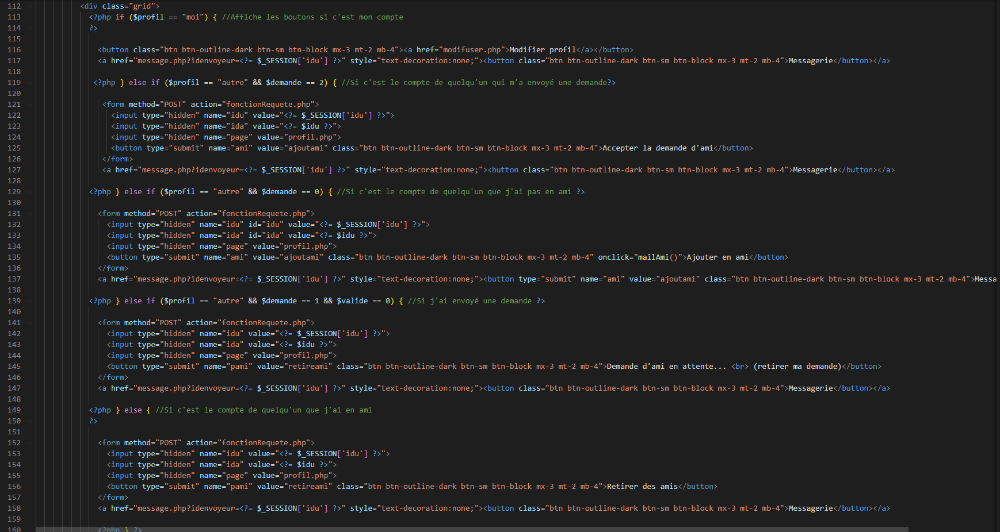 112 <div class="grid">
113 <?php if ($profil == "moi") { //Affiche les boutons si c'est mon compte
114 ?>
115
116 <button class="btn btn-outline-dark btn-sm btn-block mx-3 mt-2 mb-4"><a href="modifuser.php">Modifier profil</a></button>
117 <a href="message.php?idenvoyeur=<?= $_SESSION['idu'] ?>" style="text-decoration:none;"><button class="btn btn-outline-dark btn-sm btn-block mx-3 mt-2 mb-4">Messagerie</button></a>
118
119 <?php } else if ($profil == "autre" && $demande == 2) { //Si c'est le compte de quelqu'un qui m'a envoyé une demande?>
120
121 <form method="POST" action="fonctionRequete.php">
122 <input type="hidden" name="idu" value="<?= $_SESSION['idu'] ?>">
123 <input type="hidden" name="ida" value="<?= $idu ?>">
124 <input type="hidden" name="page" value="profil.php">
125 <button type="submit" name="ami" value="ajoutami" class="btn btn-outline-dark btn-sm btn-block mx-3 mt-2 mb-4">Accepter la demande d'ami</button>
126 </form>
127 <a href="message.php?idenvoyeur=<?= $_SESSION['idu'] ?>" style="text-decoration:none;"><button class="btn btn-outline-dark btn-sm btn-block mx-3 mt-2 mb-4">Messagerie</button></a>
128
129 <?php } else if ($profil == "autre" && $demande == 0) { //Si c'est le compte de quelqu'un que j'ai pas en ami ?>
130
131 <form method="POST" action="fonctionRequete.php">
132 <input type="hidden" name="idu" id="idu" value="<?= $_SESSION['idu'] ?>">
133 <input type="hidden" name="ida" id="ida" value="<?= $idu ?>">
134 <input type="hidden" name="page" value="profil.php">
135 <button type="submit" name="ami" value="ajoutami" class="btn btn-outline-dark btn-sm btn-block mx-3 mt-2 mb-4" onclick="mailAmi()">Ajouter en ami</button>
136 </form>
137 <a href="message.php?idenvoyeur=<?= $_SESSION['idu'] ?>" style="text-decoration:none;"><button type="submit" name="ami" value="ajoutami" class="btn btn-outline-dark btn-sm btn-block mx-3 mt-2 mb-4">Messa
138
139 <?php } else if ($profil == "autre" && $demande == 1 && $valide == 0) { //Si j'ai envoyé une demande ?>
140
141 <form method="POST" action="fonctionRequete.php">
142 <input type="hidden" name="idu" value="<?= $_SESSION['idu'] ?>">
143 <input type="hidden" name="ida" value="<?= $idu ?>">
144 <input type="hidden" name="page" value="profil.php">
145 <button type="submit" name="pami" value="retireami" class="btn btn-outline-dark btn-sm btn-block mx-3 mt-2 mb-4">Demande d'ami en attente... <br> (retirer ma demande)</button>
146 </form>
147 <a href="message.php?idenvoyeur=<?= $_SESSION['idu'] ?>" style="text-decoration:none;"><button class="btn btn-outline-dark btn-sm btn-block mx-3 mt-2 mb-4">Messagerie</button></a>
148
149 <?php } else { //Si c'est le compte de quelqu'un que j'ai en ami
150 ?>
151
152 <form method="POST" action="fonctionRequete.php">
153 <input type="hidden" name="idu" value="<?= $_SESSION['idu'] ?>">
154 <input type="hidden" name="ida" value="<?= $idu ?>">
155 <input type="hidden" name="page" value="profil.php">
156 <button type="submit" name="pami" value="retireami" class="btn btn-outline-dark btn-sm btn-block mx-3 mt-2 mb-4">Retirer des amis</button>
157 </form>
158 <a href="message.php?idenvoyeur=<?= $_SESSION['idu'] ?>" style="text-decoration:none;"><button class="btn btn-outline-dark btn-sm btn-block mx-3 mt-2 mb-4">Messagerie</button></a>
159
160 <?php } ?>